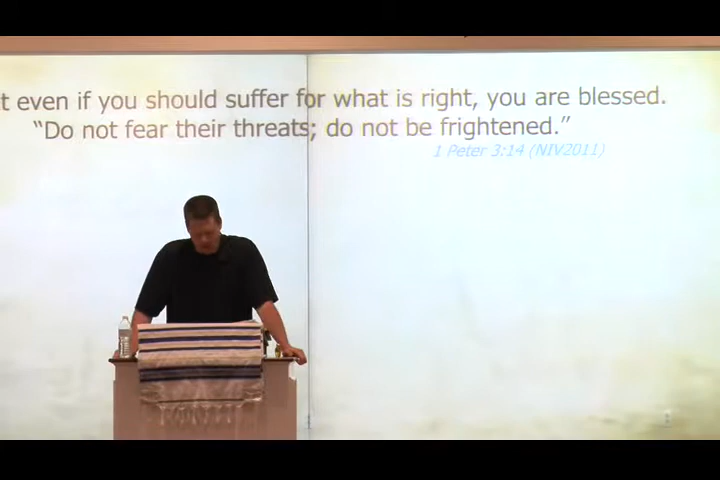 t even if you should suffer for what is right, you are blessed.
“Do not fear their threats; do not be frightened.”
1 Peter 3:14 (NIV2011)